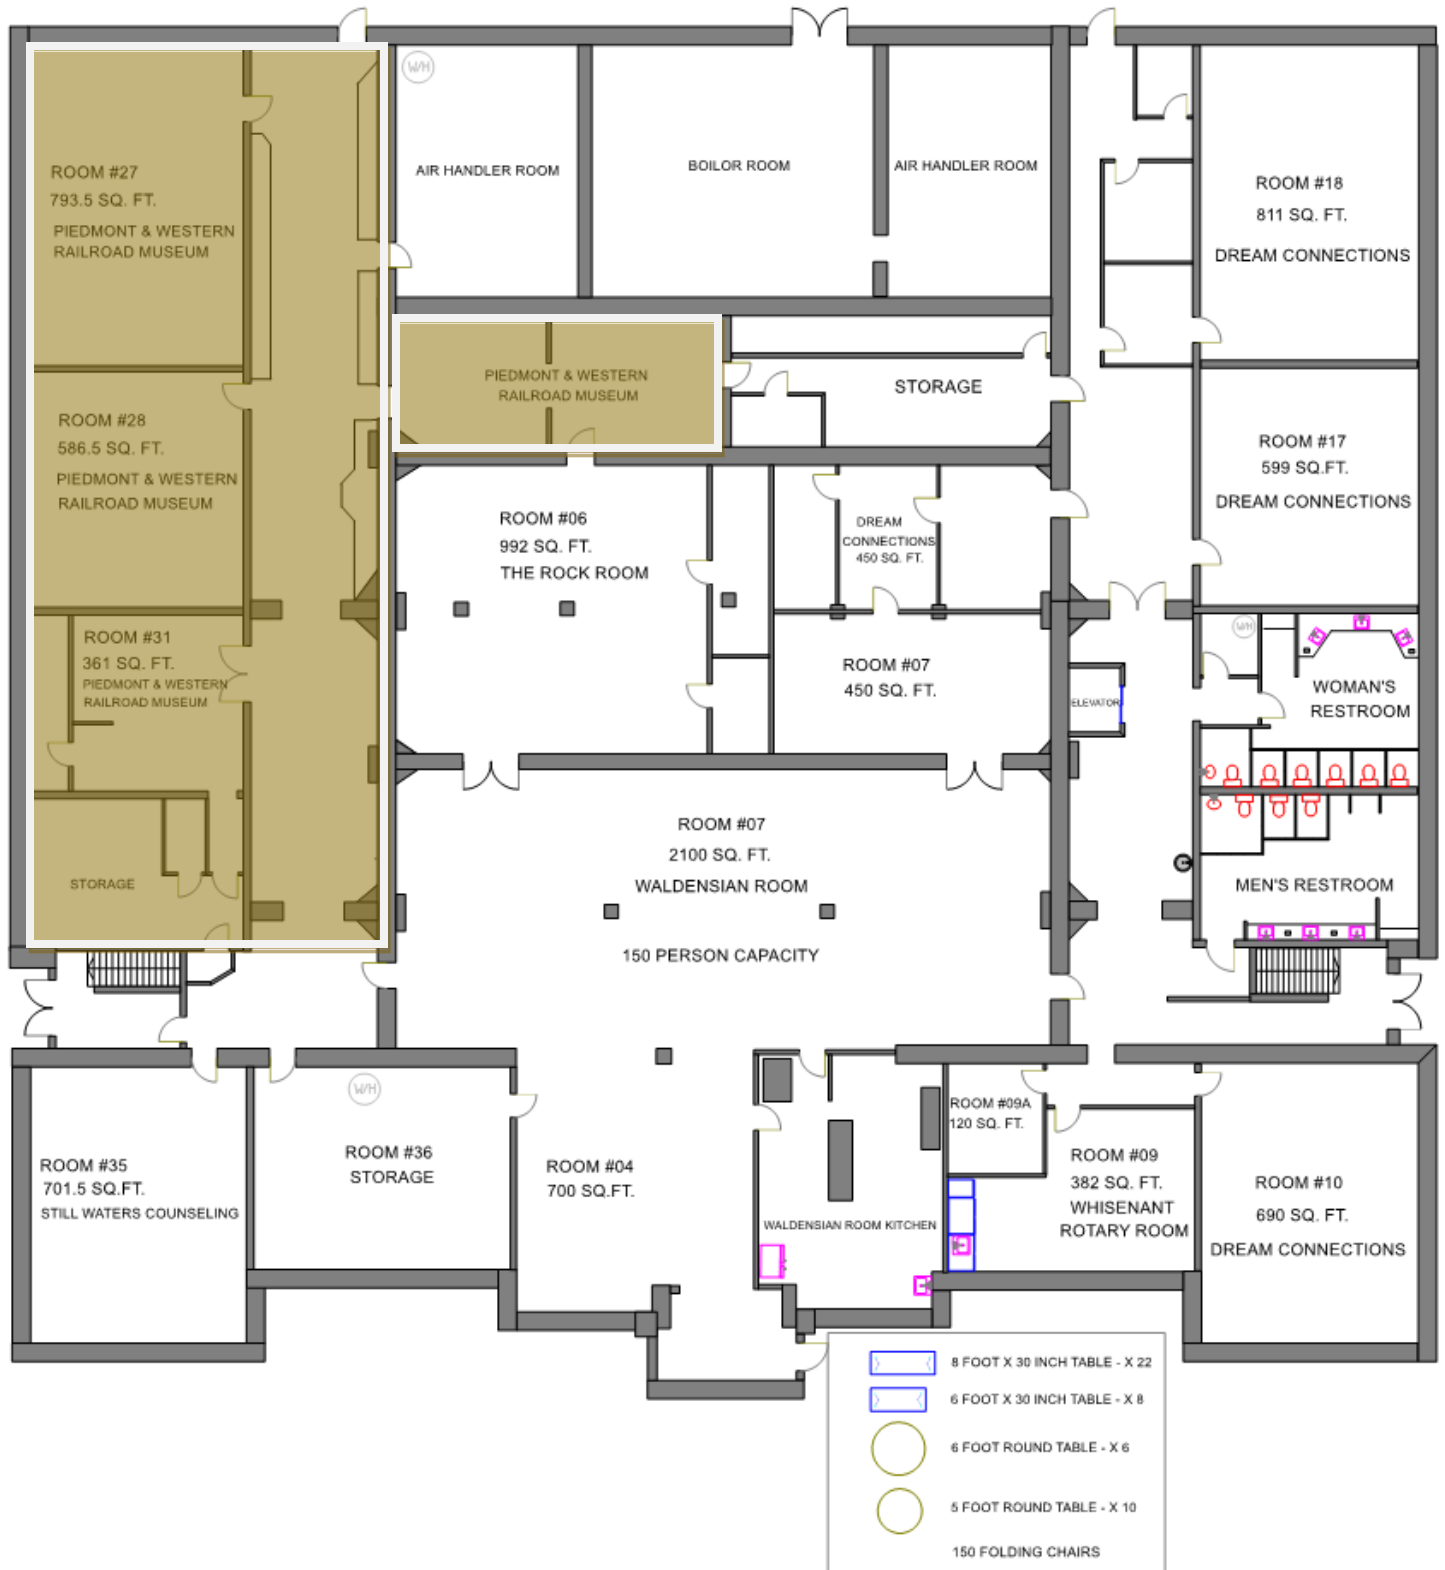 W/H
ROOM #27
793.5 SQ. FT.
PIEDMONT & WESTERN
RAILROAD MUSEUM
AIR HANDLER ROOM
BOILOR ROOM
AIR HANDLER ROOM
ROOM #18
811 SQ. FT.
DREAM CONNECTIONS
PIEDMONT & WESTERN
RAILROAD MUSEUM
STORAGE
ROOM #28
586.5 SQ. FT.
PIEDMONT & WESTERN
RAILROAD MUSEUM
ROOM #17
599 SQ.FT.
DREAM CONNECTIONS
ROOM #06
992 SQ. FT.
THE ROCK ROOM
DREAM
CONNECTIONS
450 SQ. FT.
ROOM #31
361 SQ. FT.
PIEDMONT & WESTERN
RAILROAD MUSEUM
ROOM #07
450 SQ. FT.
ELEVATOR
W/H
WOMAN'S
RESTROOM
ROOM #07
2100 SQ. FT.
WALDENSIAN ROOM
150 PERSON CAPACITY
STORAGE
MEN'S RESTROOM
W/H
ROOM #35
701.5 SQ.FT.
STILL WATERS COUNSELING
ROOM #36
STORAGE
ROOM #04
700 SQ.FT.
WALDENSIAN ROOM KITCHEN
ROOM #09A
120 SQ. FT.
ROOM #09
382 SQ. FT.
WHISENANT
ROTARY ROOM
ROOM #10
690 SQ. FT.
DREAM CONNECTIONS
8 FOOT X 30 INCH TABLE - X 22
6 FOOT X 30 INCH TABLE - X 8
6 FOOT ROUND TABLE - X 6
5 FOOT ROUND TABLE - X 10
150 FOLDING CHAIRS